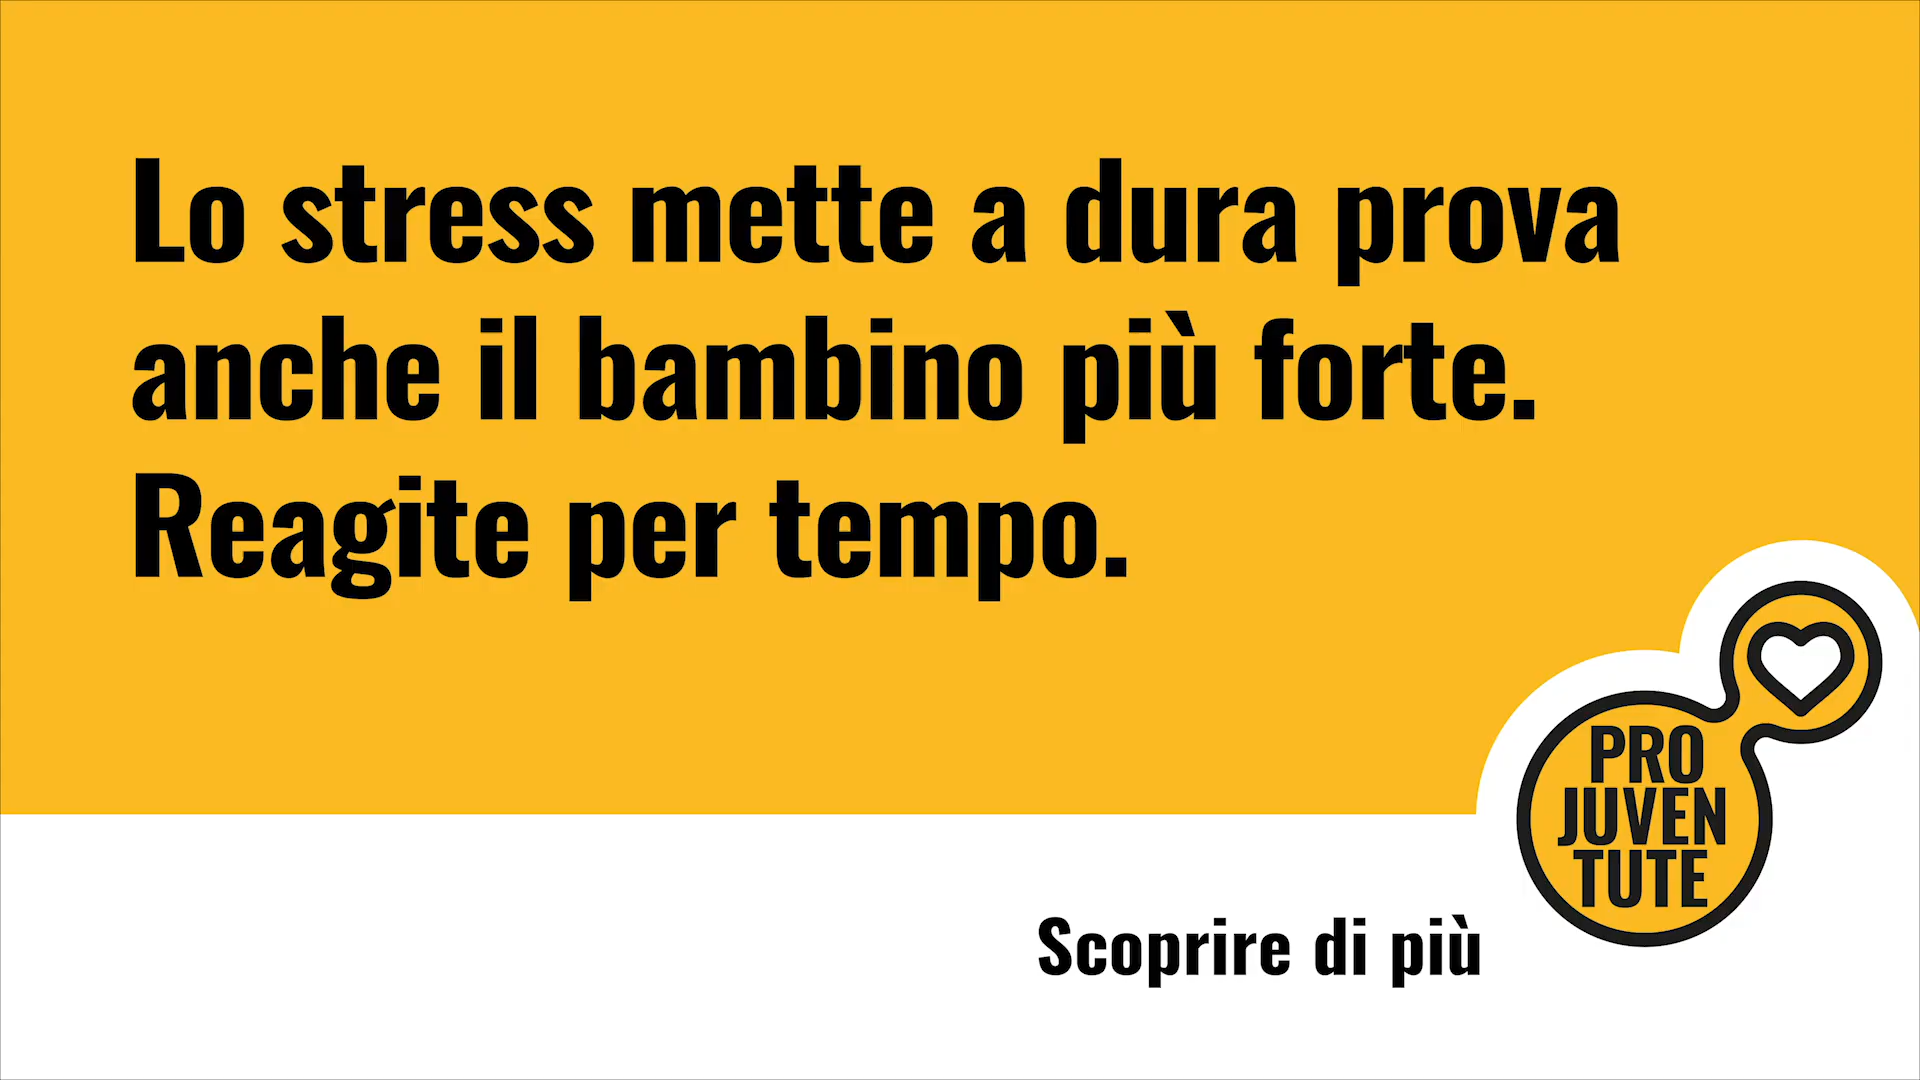 Lo stress mette a dura prova
anche il bambino più forte.
Reagite per tempo.
PRO
JUVEN
TUTE
Scoprire di più